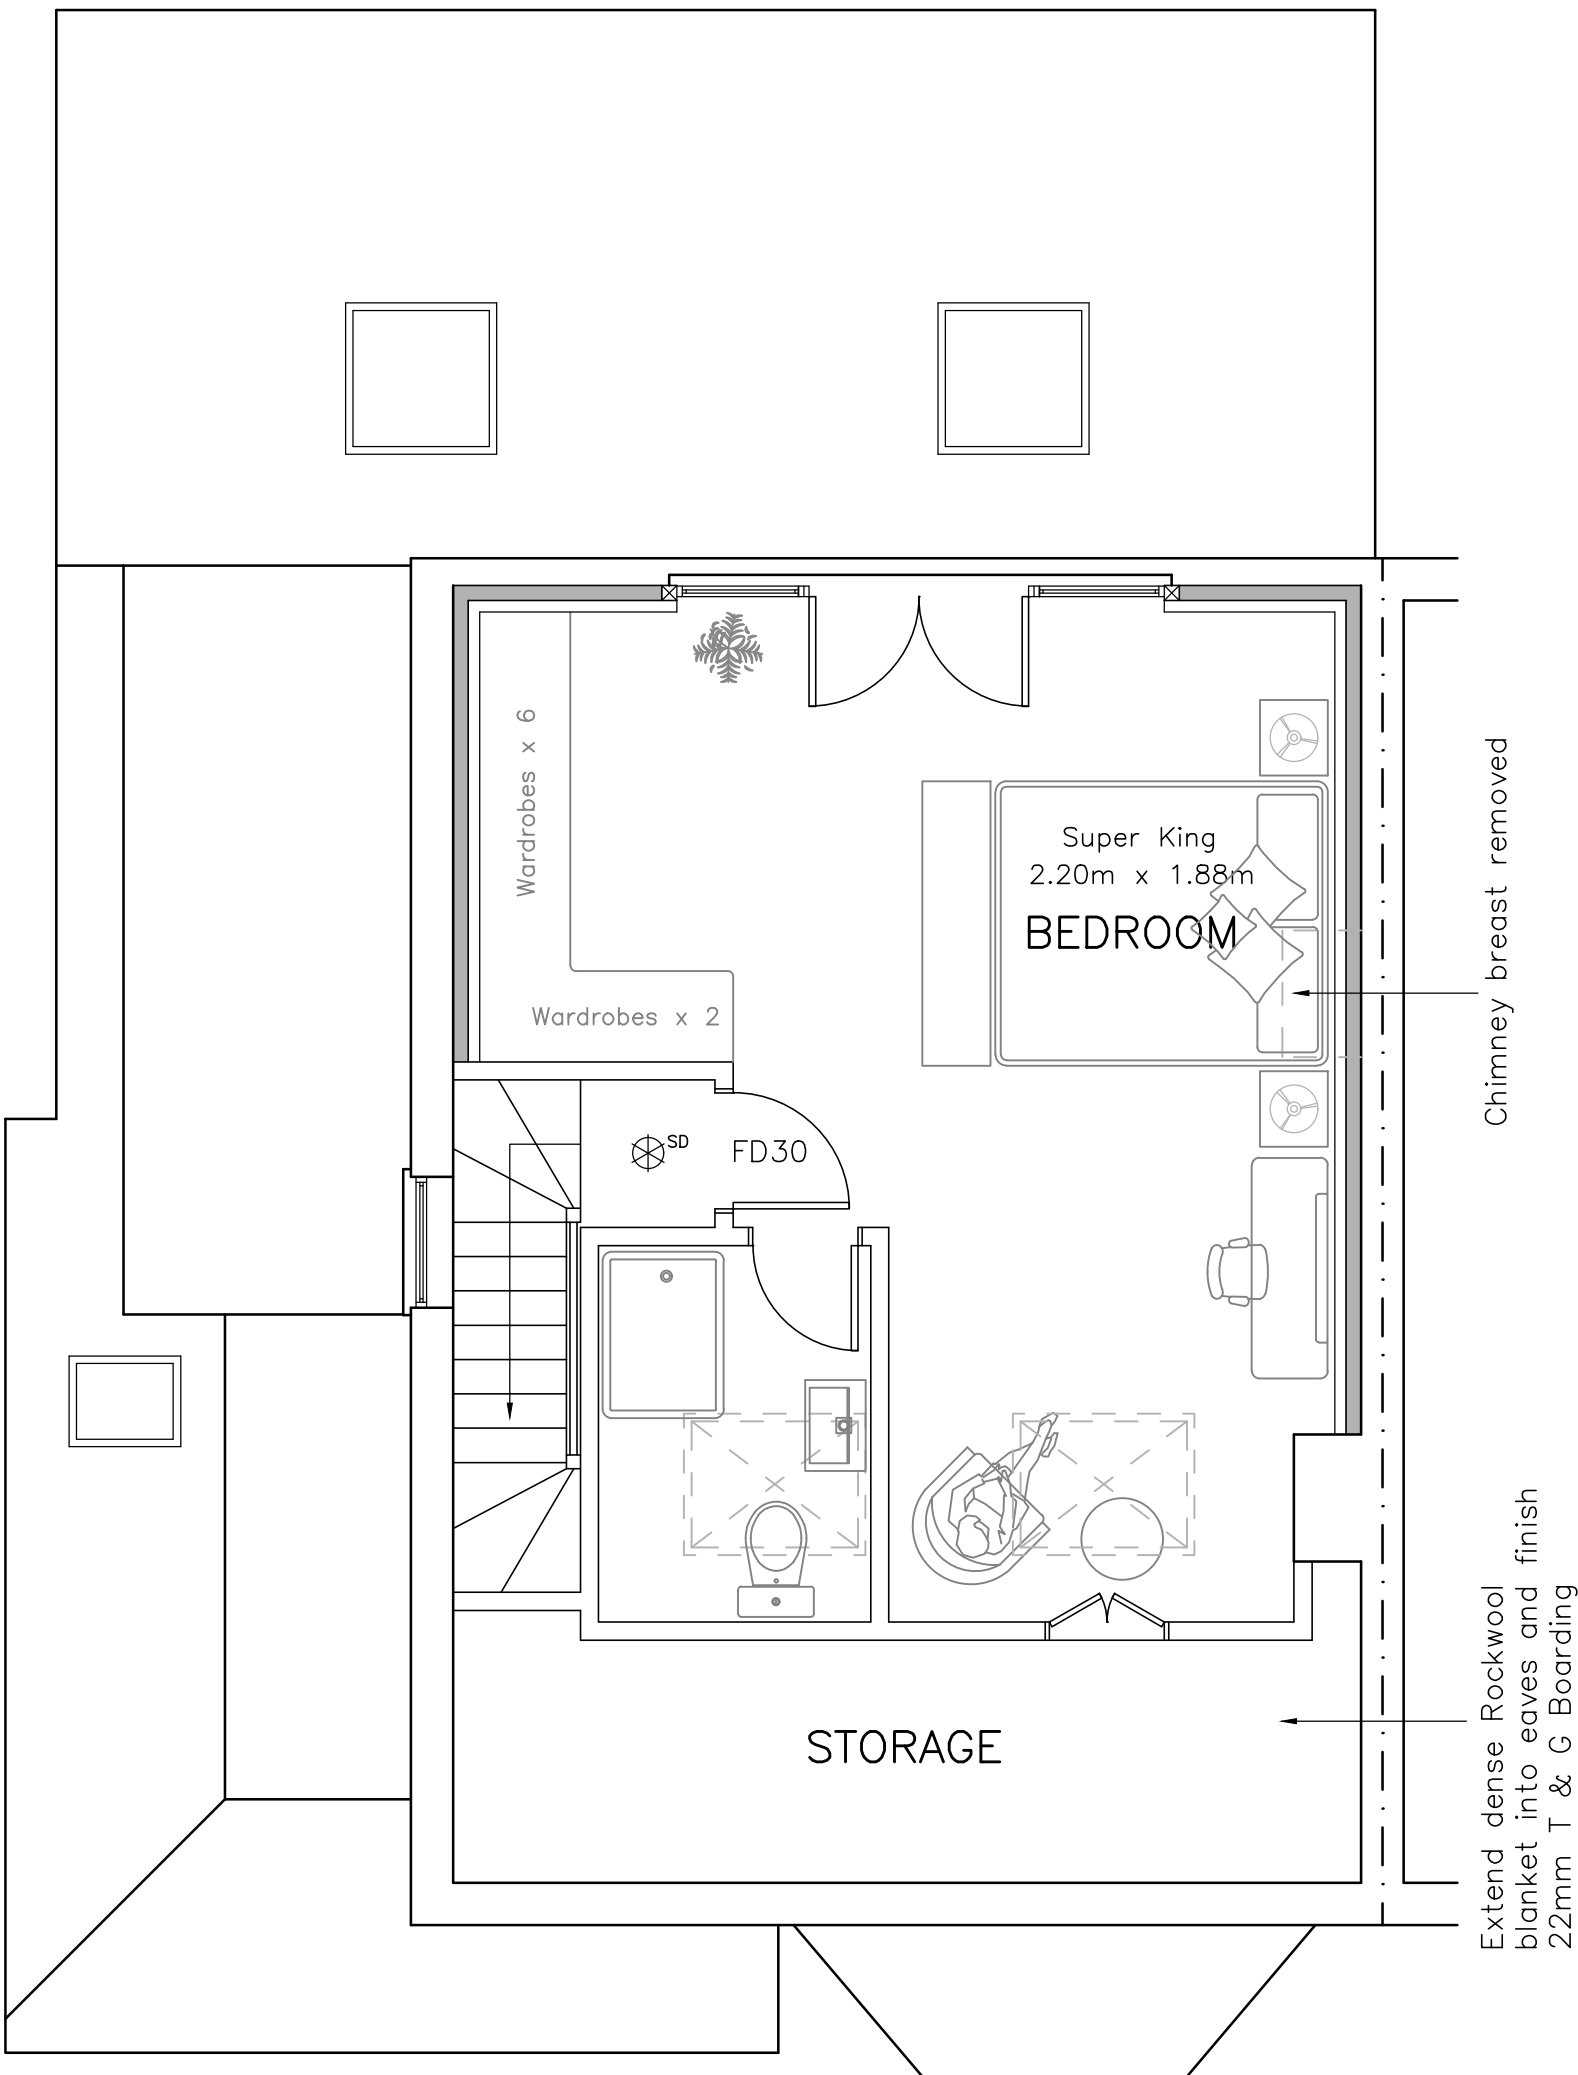 Wardrobes x 6
Super King
2.20m x 1.88m
BEDROOM
Chimney breast removed
Wardrobes x 2
SD
FD30
Extend dense Rockwool
blanket into eaves and finish
22mm T & G Boarding
STORAGE